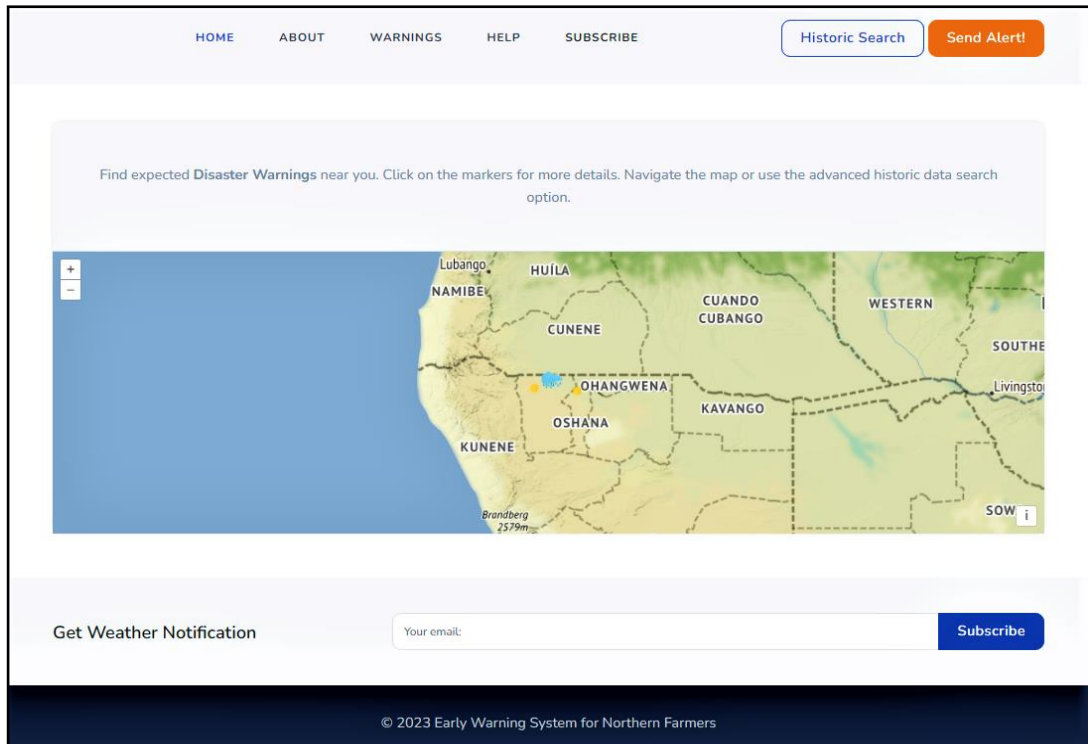 HOME ABOUT WARNINGS HELP SUBSCRIBE Historic Search Send Alert!
Find expected Disaster Warnings near you. Click on the markers for more details. Navigate the map or use the advanced historic data search
option.
+
−
Lubango
HUÍLA
NAMIBE
CUANDO
CUBANGO
WESTERN
CUNENE
SOUTHE
OHANGWENA
Livingsto
KAVANGO
OSHANA
KUNENE
Brandberg
2579m
SOW
i
Get Weather Notification Your email: Subscribe
© 2023 Early Warning System for Northern Farmers